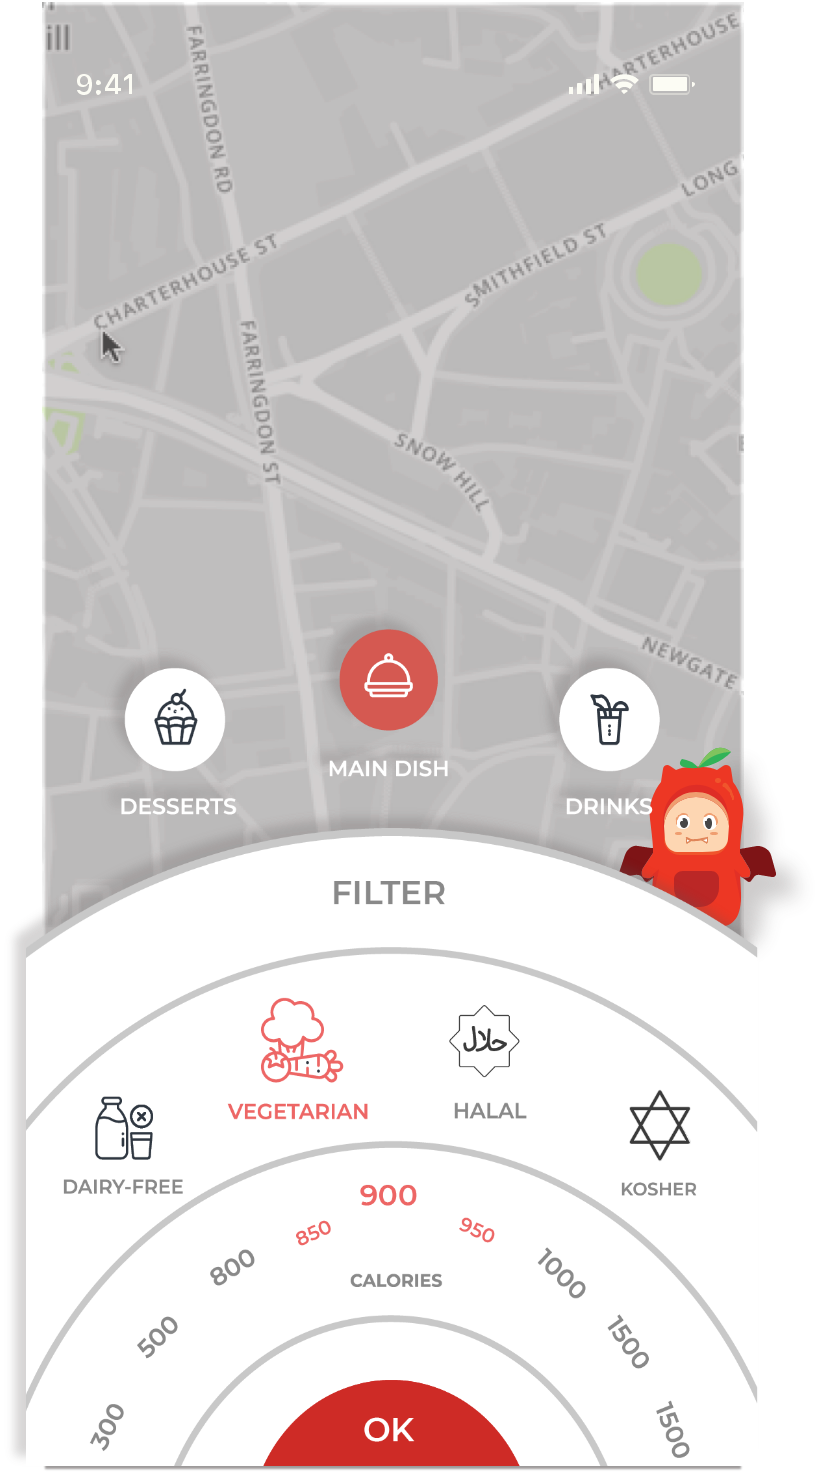 ill
9:41
CHARTERHOUSE
FARRINGDON RD
LONG
CHARTERHOUSE ST
SMITHFIELD ST
FARRINGDON ST
SNOW HILL
NEWGATE
MAIN DISH
DESSERTS
DRINKS
FILTER
VEGETARIAN
حلال
HALAL
DAIRY-FREE
KOSHER
900
850
950
800
1000
CALORIES
500
1500
300
1500
OK